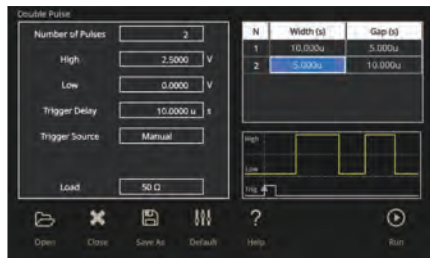 Double Pulse
Number of Pulses 2
High 2.5000 V
Low 0.0000 V
Trigger Delay 10.0000 u s
Trigger Source Manual
Load 50 Ω
N Width (s) Gap (s)
1 10.000u 5.000u
2 5.000u 10.000u
High
Low
Trig
Open Close Save As Default Help Run